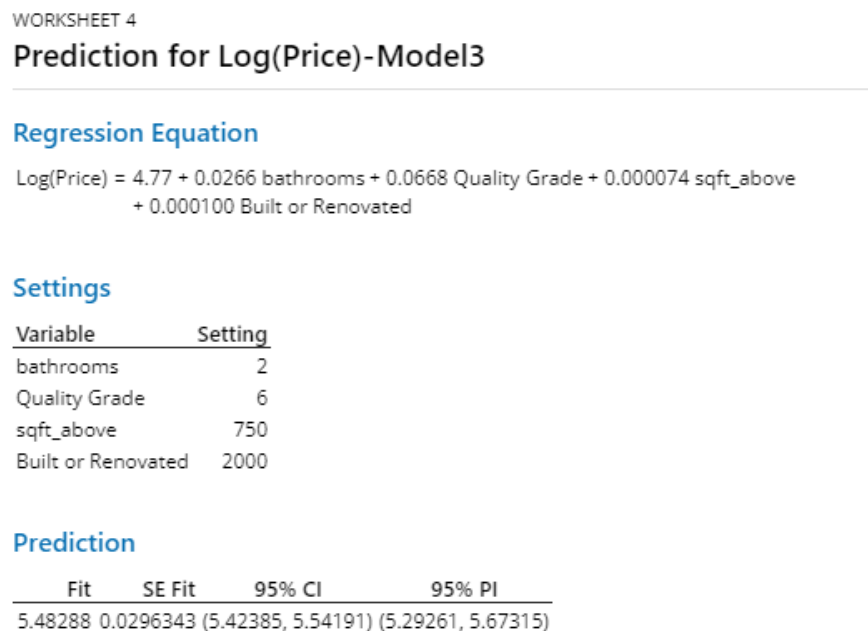 WORKSHEET 4
Prediction for Log(Price)-Model3
Regression Equation
Log(Price) = 4.77 + 0.0266 bathrooms + 0.0668 Quality Grade + 0.000074 sqft_above
+ 0.000100 Built or Renovated
Settings
Variable Setting
bathrooms 2
Quality Grade 6
sqft_above 750
Built or Renovated 2000
Prediction
Fit SE Fit 95% CI 95% PI
5.48288 0.0296343 (5.42385, 5.54191) (5.29261, 5.67315)